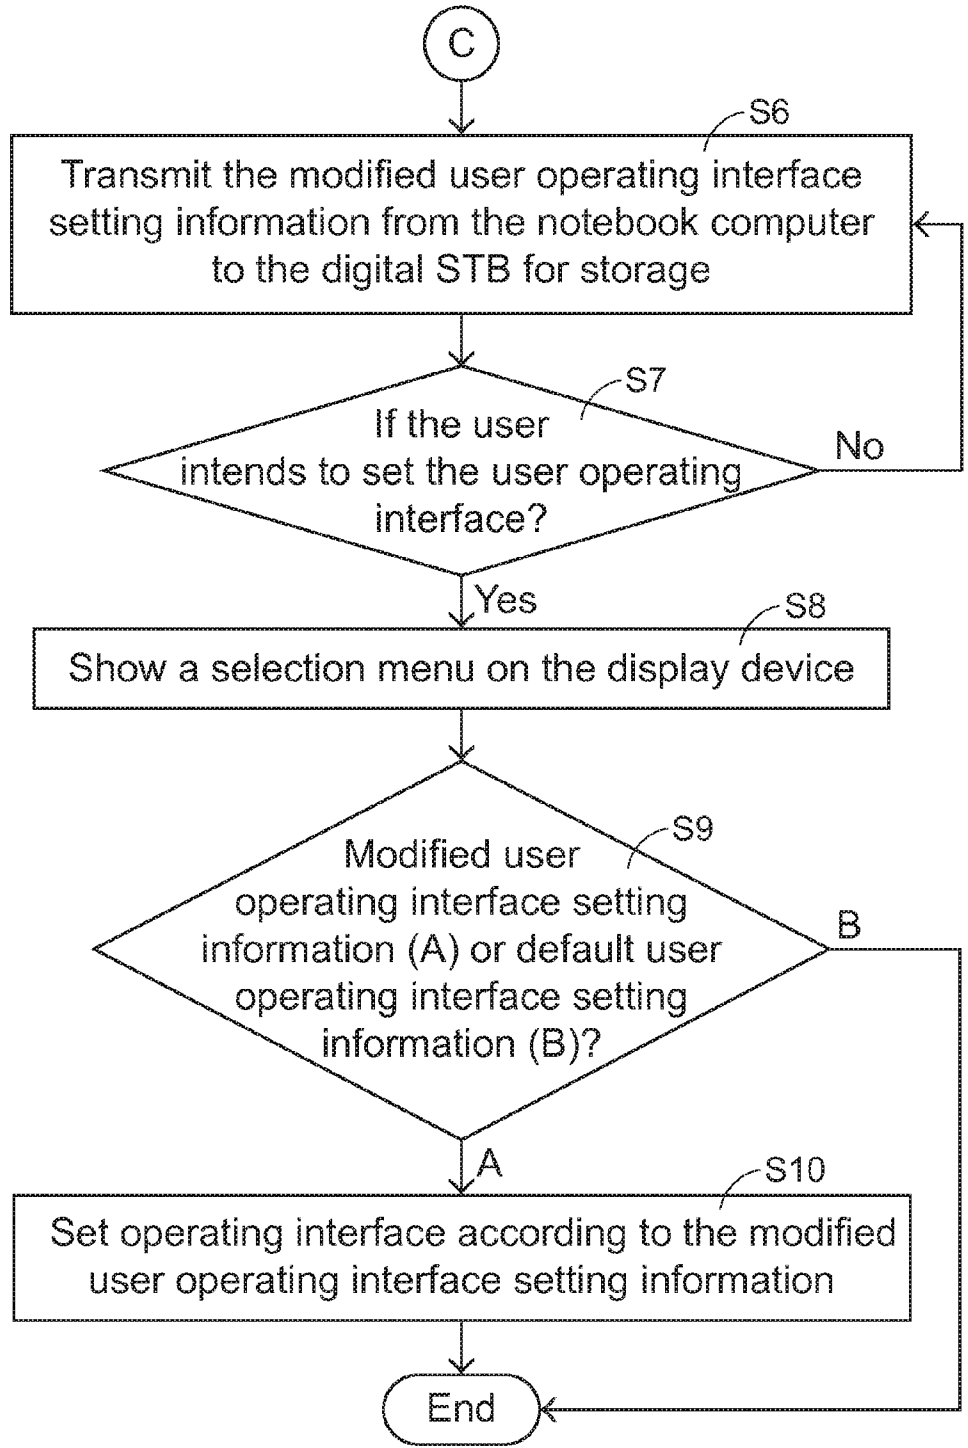 C
S6
Transmit the modified user operating interface
setting information from the notebook computer
to the digital STB for storage
S7
If the user
intends to set the user operating
interface?
No
Yes
S8
Show a selection menu on the display device
S9
Modified user
operating interface setting
information (A) or default user
operating interface setting
information (B)?
B
A
S10
Set operating interface according to the modified
user operating interface setting information
End